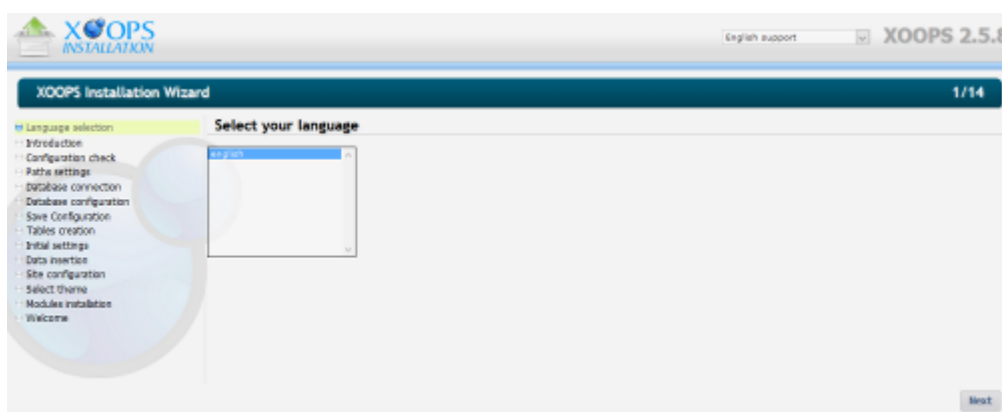 XOOPS
INSTALLATION
English support
XOOPS 2.5.8
XOOPS Installation Wizard
1/14
Language selection
Introduction
Configuration check
Paths settings
Database connection
Database configuration
Save Configuration
Tables creation
Initial settings
Data insertion
Site configuration
Select theme
Modules installation
Welcome
Select your language
english
Next